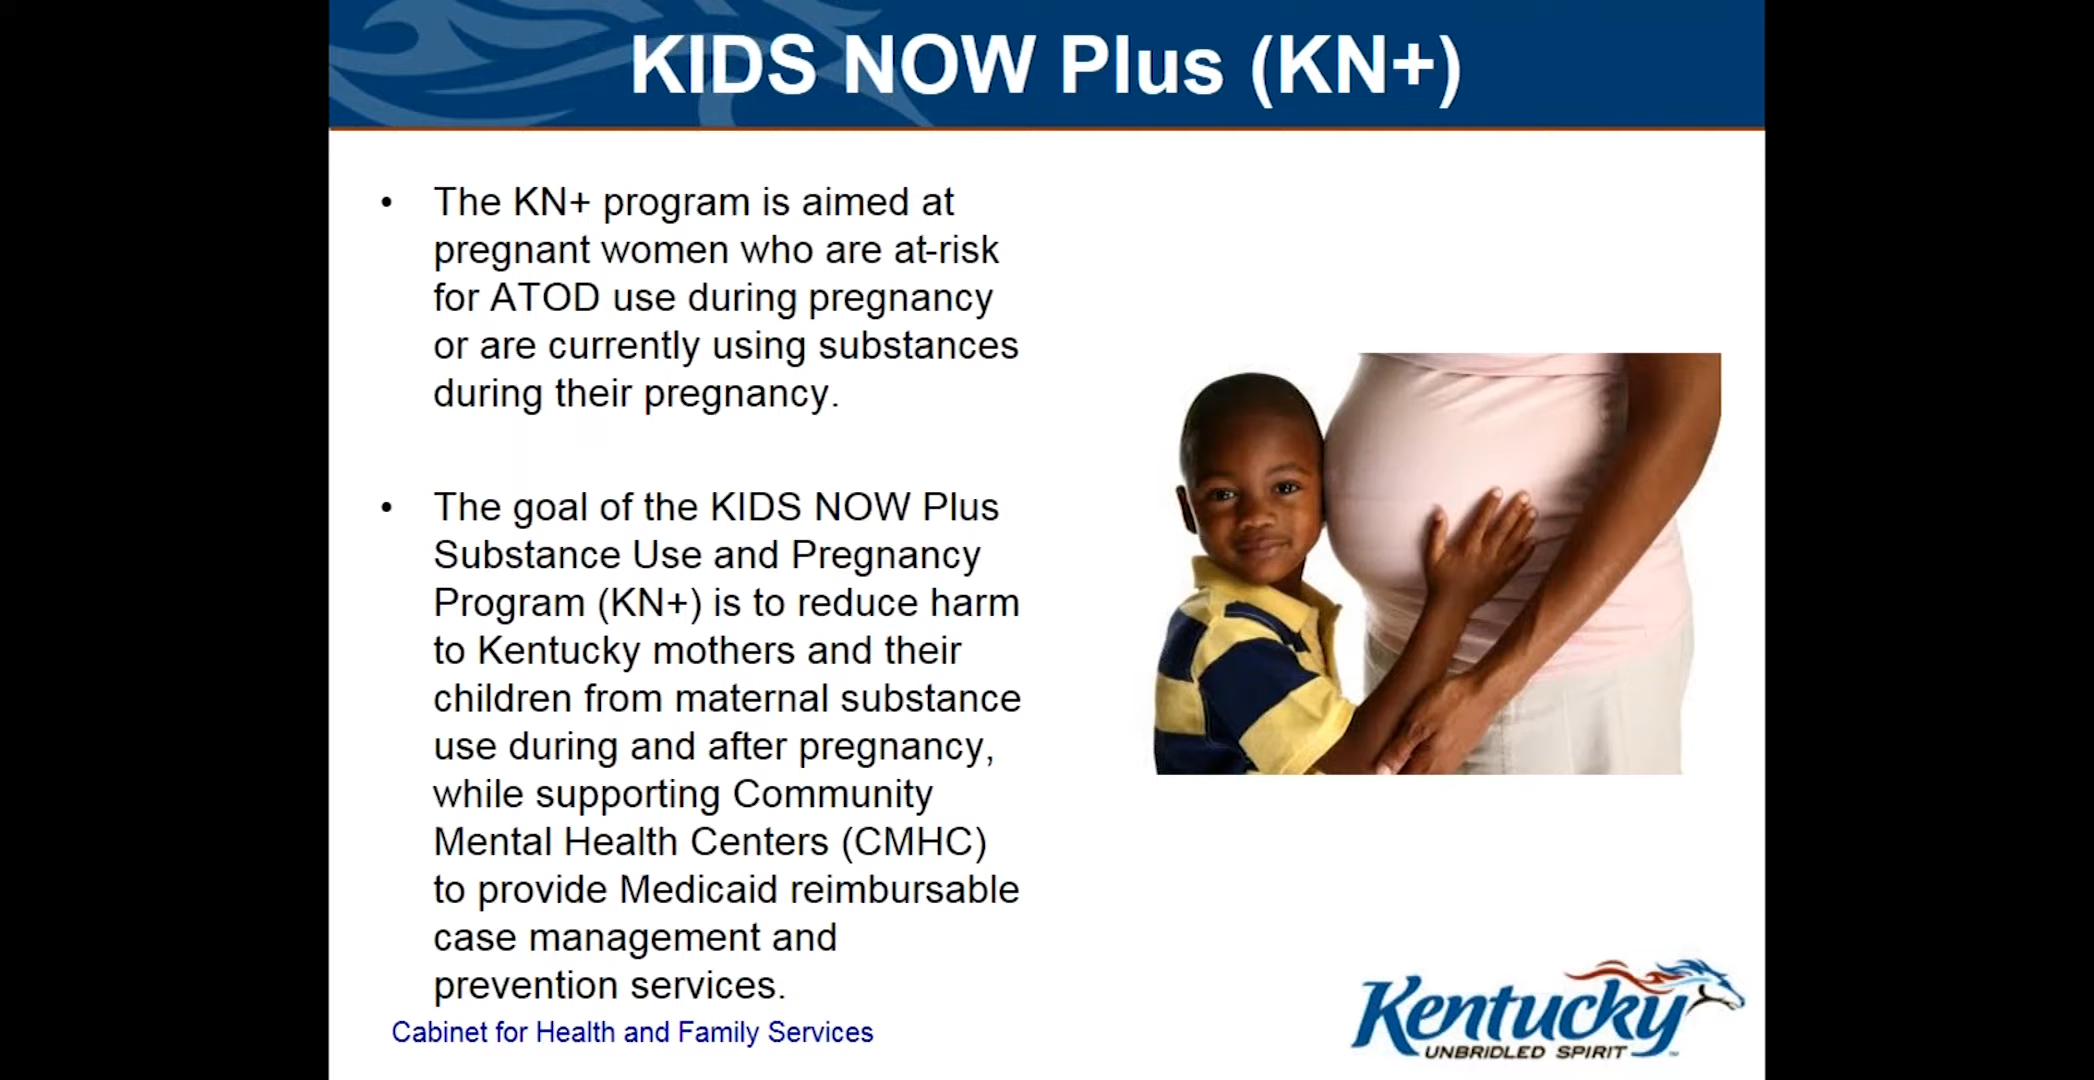 KIDS NOW Plus (KN+)
• The KN+ program is aimed at
pregnant women who are at-risk
for ATOD use during pregnancy
or are currently using substances
during their pregnancy.
• The goal of the KIDS NOW Plus
Substance Use and Pregnancy
Program (KN+) is to reduce harm
to Kentucky mothers and their
children from maternal substance
use during and after pregnancy,
while supporting Community
Mental Health Centers (CMHC)
to provide Medicaid reimbursable
case management and
prevention services.
Cabinet for Health and Family Services
Kentucky
UNBRIDLED SPIRIT™